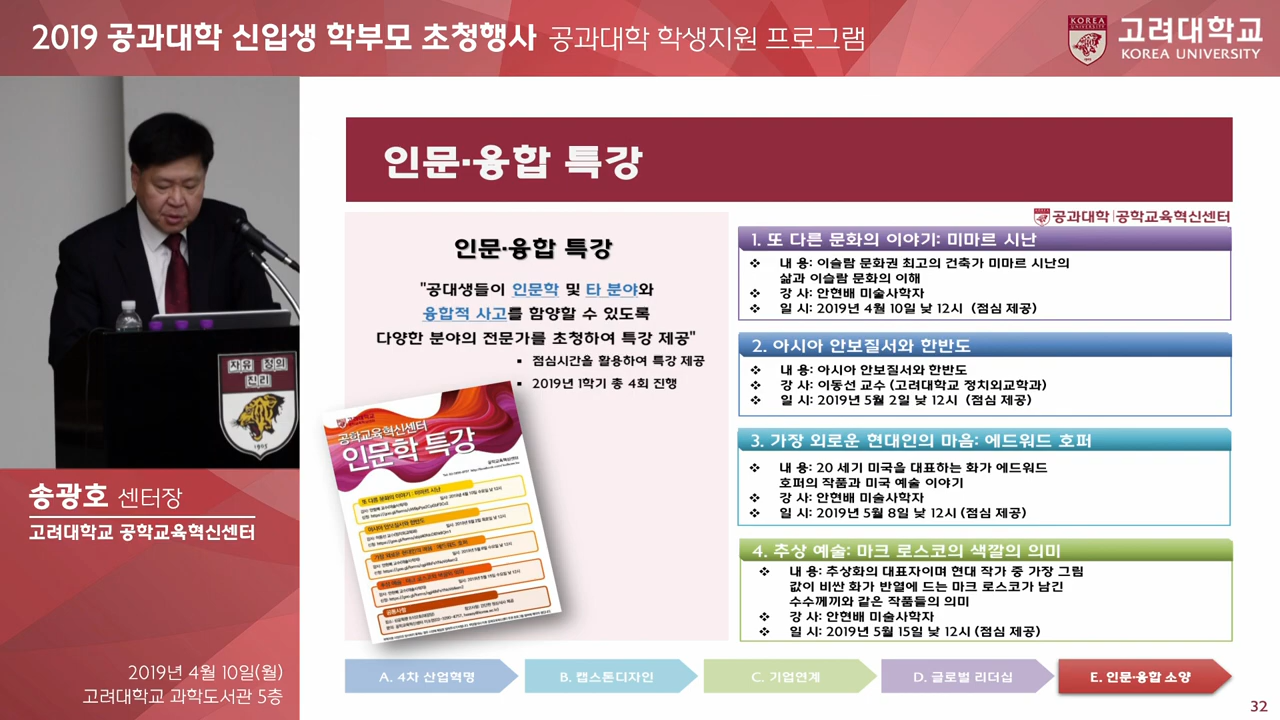 2019 공과대학 신입생 학부모 초청행사 공과대학 학생지원 프로그램
KOREA
고려대학교
KOREA UNIVERSITY
인문·융합 특강
공과대학 | 공학교육혁신센터
인문·융합 특강
"공대생들이 인문학 및 타 분야와
융합적 사고를 함양할 수 있도록
다양한 분야의 전문가를 초청하여 특강 제공"
▪ 점심시간을 활용하여 특강 제공
▪ 2019년 1학기 총 4회 진행
고려대학교
공학교육혁신센터
인문학 특강
1. 또 다른 문화의 이야기: 미마르 시난
❖ 내 용: 이슬람 문화권 최고의 건축가 미마르 시난의
삶과 이슬람 문화의 이해
❖ 강 사: 안현배 미술사학자
❖ 일 시: 2019년 4월 10일 낮 12시 (점심 제공)
2. 아시아 안보질서와 한반도
❖ 내 용: 아시아 안보질서와 한반도
❖ 강 사: 이동선 교수 (고려대학교 정치외교학과)
❖ 일 시: 2019년 5월 2일 낮 12시 (점심 제공)
3. 가장 외로운 현대인의 마음: 에드워드 호퍼
❖ 내 용: 20 세기 미국을 대표하는 화가 에드워드
호퍼의 작품과 미국 예술 이야기
❖ 강 사: 안현배 미술사학자
❖ 일 시: 2019년 5월 8일 낮 12시 (점심 제공)
4. 추상 예술: 마크 로스코의 색깔의 의미
❖ 내 용: 추상화의 대표자이며 현대 작가 중 가장 그림
값이 비싼 화가 반열에 드는 마크 로스코가 남긴
수수께끼와 같은 작품들의 의미
❖ 강 사: 안현배 미술사학자
❖ 일 시: 2019년 5월 15일 낮 12시 (점심 제공)
자유 정의
진리
송광호 센터장
고려대학교 공학교육혁신센터
2019년 4월 10일(월)
고려대학교 과학도서관 5층
A. 4차 산업혁명
B. 캡스톤디자인
C. 기업연계
D. 글로벌 리더십
E. 인문·융합 소양
32